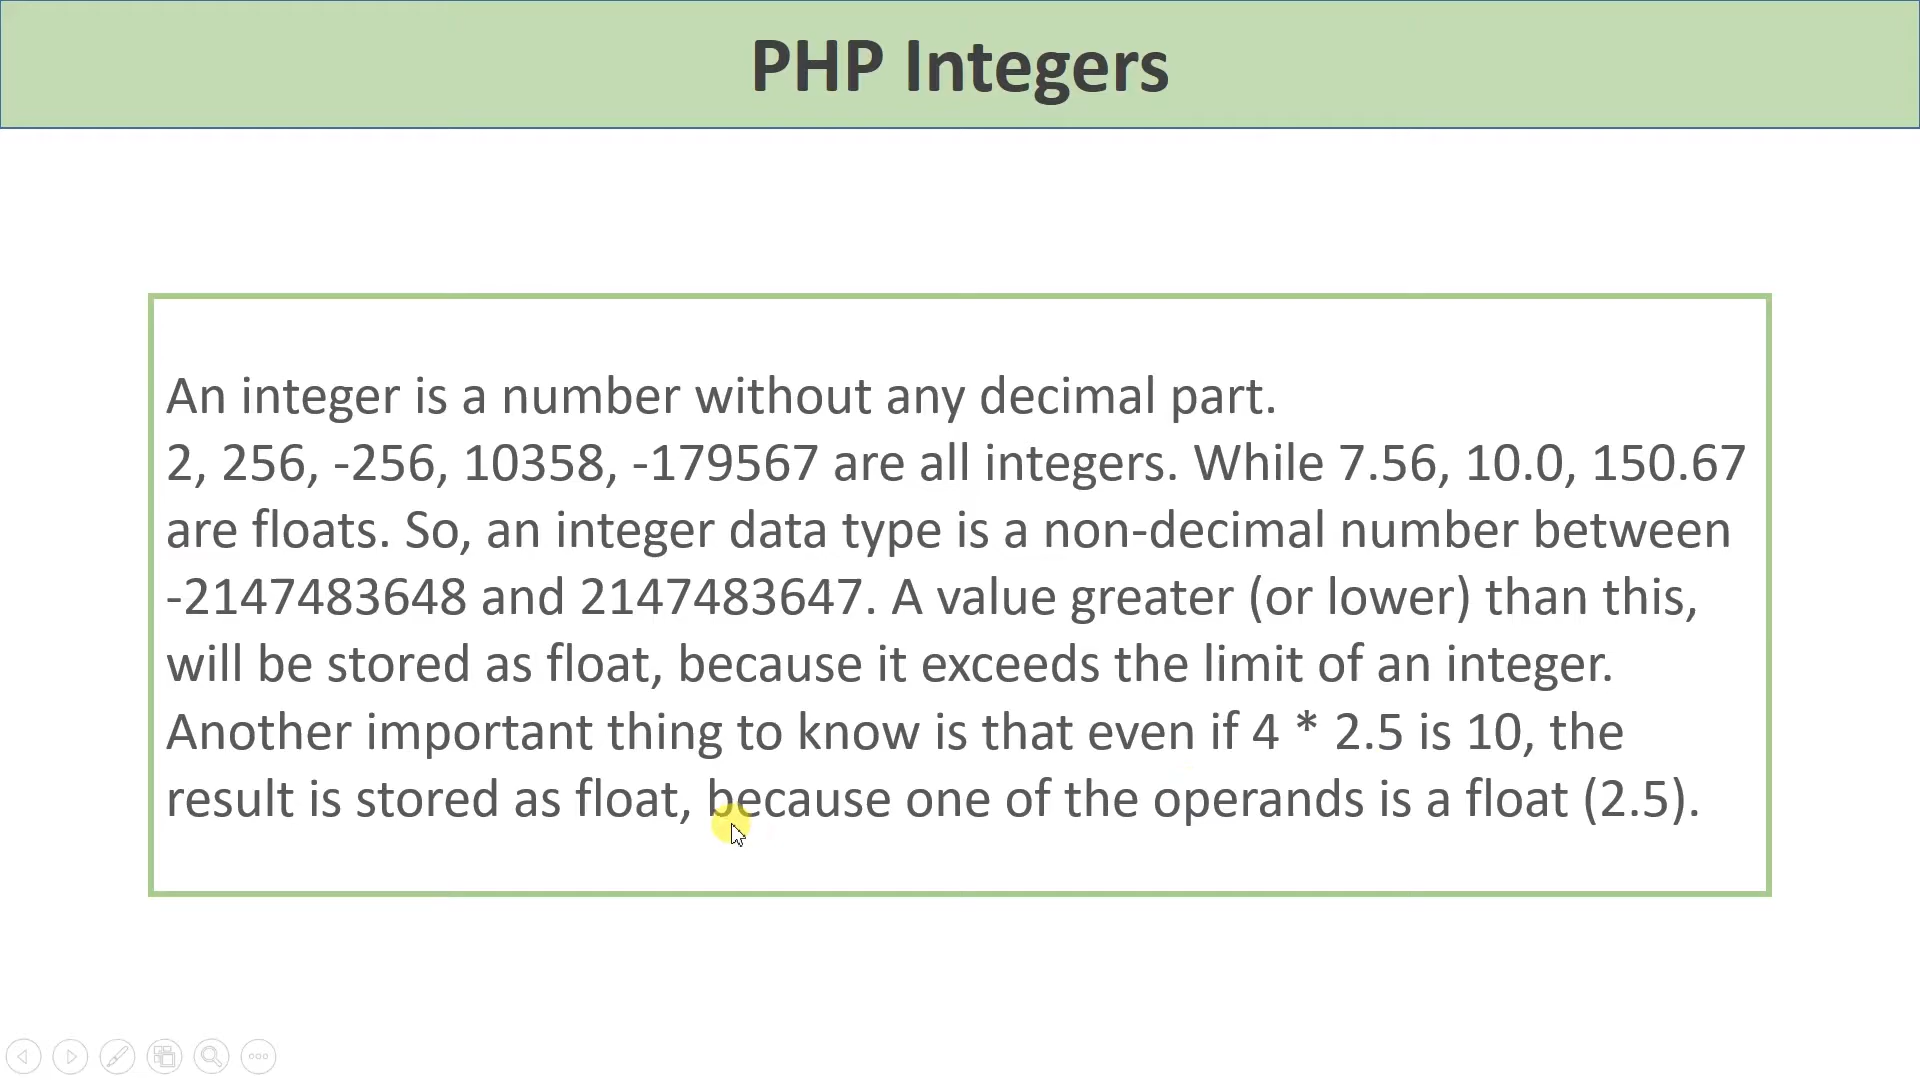 PHP Integers
An integer is a number without any decimal part.
2, 256, -256, 10358, -179567 are all integers. While 7.56, 10.0, 150.67
are floats. So, an integer data type is a non-decimal number between
-2147483648 and 2147483647. A value greater (or lower) than this,
will be stored as float, because it exceeds the limit of an integer.
Another important thing to know is that even if 4 * 2.5 is 10, the
result is stored as float, because one of the operands is a float (2.5).